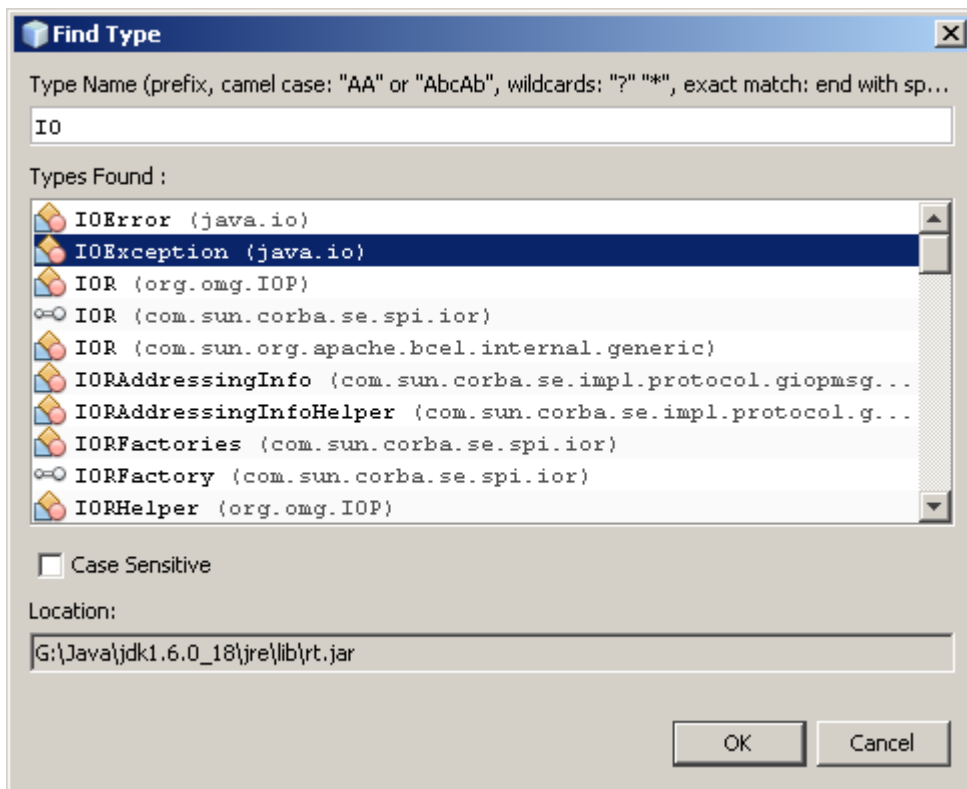 Find Type
Type Name (prefix, camel case: "AA" or "AbcAb", wildcards: "?" "*", exact match: end with sp...
IO
Types Found :
IOError (java.io)
IOException (java.io)
IOR (org.omg.IOP)
IOR (com.sun.corba.se.spi.ior)
IOR (com.sun.org.apache.bcel.internal.generic)
IORAddressingInfo (com.sun.corba.se.impl.protocol.giopmsg...
IORAddressingInfoHelper (com.sun.corba.se.impl.protocol.g...
IORFactories (com.sun.corba.se.spi.ior)
IORFactory (com.sun.corba.se.spi.ior)
IORHelper (org.omg.IOP)
Case Sensitive
Location:
G:\Java\jdk1.6.0_18\jre\lib\rt.jar
OK Cancel